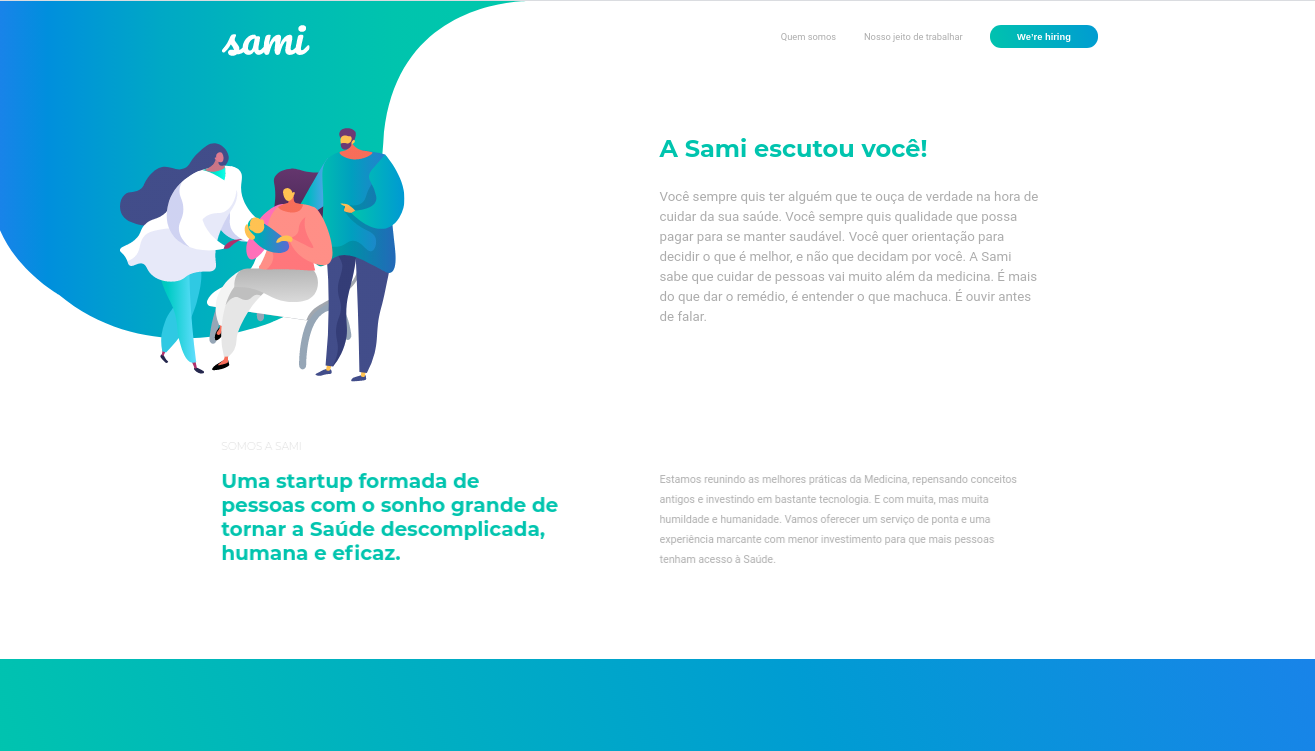 sami
Quem somos
Nosso jeito de trabalhar
We're hiring
A Sami escutou você!
Você sempre quis ter alguém que te ouça de verdade na hora de
cuidar da sua saúde. Você sempre quis qualidade que possa
pagar para se manter saudável. Você quer orientação para
decidir o que é melhor, e não que decidam por você. A Sami
sabe que cuidar de pessoas vai muito além da medicina. É mais
do que dar o remédio, é entender o que machuca. É ouvir antes
de falar.
SOMOS A SAMI
Uma startup formada de
pessoas com o sonho grande de
tornar a Saúde descomplicada,
humana e eficaz.
Estamos reunindo as melhores práticas da Medicina, repensando conceitos
antigos e investindo em bastante tecnologia. E com muita, mas muita
humildade e humanidade. Vamos oferecer um serviço de ponta e uma
experiência marcante com menor investimento para que mais pessoas
tenham acesso à Saúde.